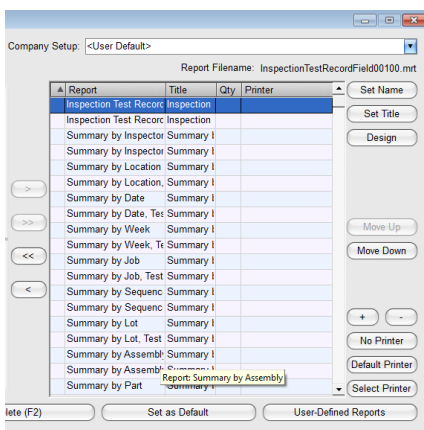 Company Setup: <User Default>
Report Filename: InspectionTestRecordField00100.mrt
Report Title Qty Printer
Set Name
Inspection Test Record Inspection
Inspection Test Record Inspection
Set Title
Summary by Inspector Summary b
Design
Summary by Inspector Summary b
Summary by Location Summary b
Summary by Location, Summary b
>
Summary by Date Summary b
Summary by Date, Tes Summary b
>>
Move Up
Summary by Week Summary b
Summary by Week, Te Summary b
Move Down
<<
Summary by Job Summary b
Summary by Job, Test Summary b
<
Summary by Sequenc Summary b
Summary by Sequenc Summary b
+ -
Summary by Lot Summary b
Summary by Lot, Test Summary b
No Printer
Summary by Assembly Summary b
Summary by Assembl
Default Printer
Report: Summary by Assembly
Summary by Part Summary b
Select Printer
lete (F2) Set as Default User-Defined Reports